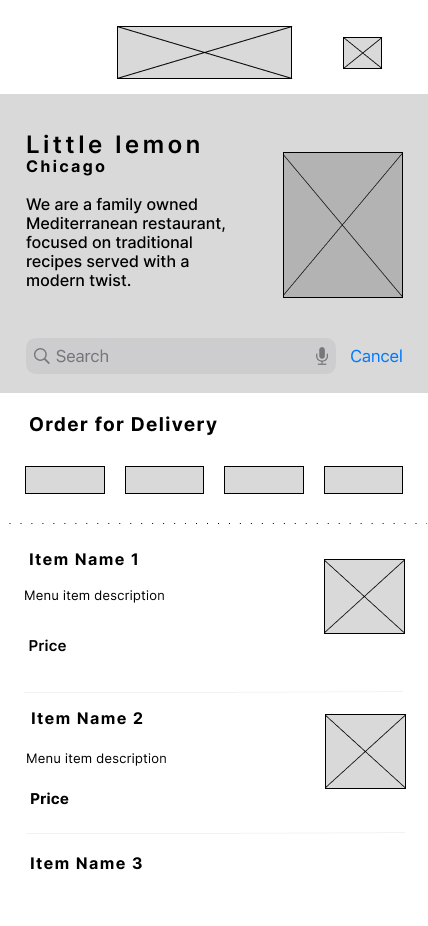 Little lemon
Chicago
We are a family owned
Mediterranean restaurant,
focused on traditional
recipes served with a
modern twist.
Search
Cancel
Order for Delivery
Item Name 1
Menu item description
Price
Item Name 2
Menu item description
Price
Item Name 3